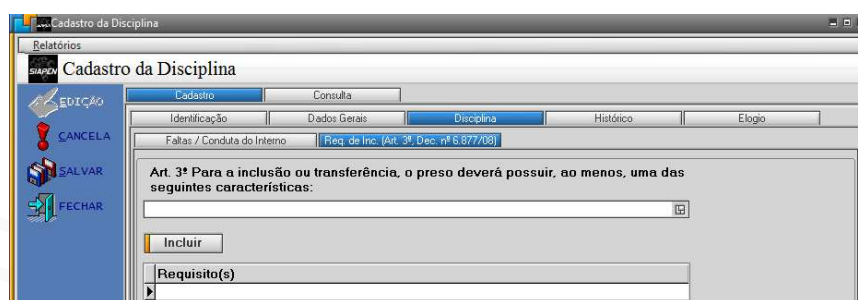 Cadastro da Disciplina
Relatórios
SIAPEN Cadastro da Disciplina
EDIÇÃO
CANCELA
SALVAR
FECHAR
Cadastro Consulta
Identificação Dados Gerais Disciplina Histórico Elogio
Faltas / Conduta do Interno Req. de Inc. (Art. 3º, Dec. nº 6.877/08)
Art. 3º Para a inclusão ou transferência, o preso deverá possuir, ao menos, uma das
seguintes características:
Incluir
Requisito(s)